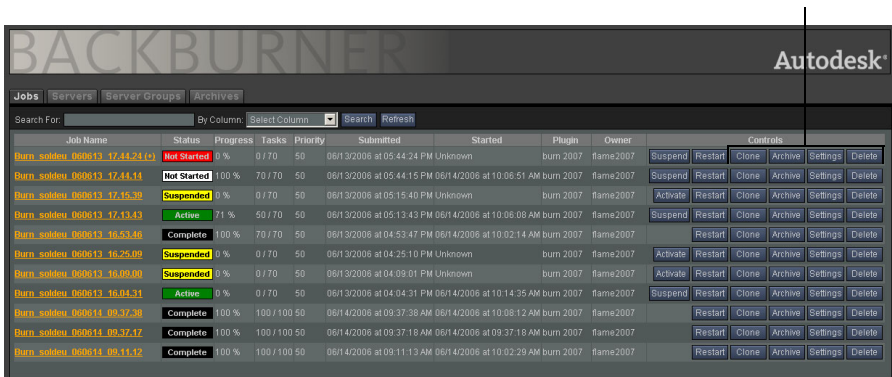 BACKBURNER
Autodesk®
Jobs Servers Server Groups Archives
Search For: By Column: Select Column Search Refresh
Job Name Status Progress Tasks Priority Submitted Started Plugin Owner Controls
Burn_soldeu_060613_17.44.24 (+) Not Started 0 % 0 / 70 50 06/13/2006 at 05:44:24 PM Unknown burn 2007 flame2007 Suspend Restart Clone Archive Settings Delete
Burn_soldeu_060613_17.44.14 Not Started 100 % 70 / 70 50 06/13/2006 at 05:44:15 PM 06/14/2006 at 10:06:51 AM burn 2007 flame2007 Suspend Restart Clone Archive Settings Delete
Burn_soldeu_060613_17.15.39 Suspended 0 % 0 / 70 50 06/13/2006 at 05:15:40 PM Unknown burn 2007 flame2007 Activate Restart Clone Archive Settings Delete
Burn_soldeu_060613_17.13.43 Active 71 % 50 / 70 50 06/13/2006 at 05:13:43 PM 06/14/2006 at 10:06:08 AM burn 2007 flame2007 Suspend Restart Clone Archive Settings Delete
Burn_soldeu_060613_16.53.46 Complete 100 % 70 / 70 50 06/13/2006 at 04:53:47 PM 06/14/2006 at 10:02:14 AM burn 2007 flame2007 Restart Clone Archive Settings Delete
Burn_soldeu_060613_16.25.09 Suspended 0 % 0 / 70 50 06/13/2006 at 04:25:10 PM Unknown burn 2007 flame2007 Activate Restart Clone Archive Settings Delete
Burn_soldeu_060613_16.09.00 Suspended 0 % 0 / 70 50 06/13/2006 at 04:09:01 PM Unknown burn 2007 flame2007 Activate Restart Clone Archive Settings Delete
Burn_soldeu_060613_16.04.31 Active 0 % 0 / 70 50 06/13/2006 at 04:04:31 PM 06/14/2006 at 10:14:35 AM burn 2007 flame2007 Suspend Restart Clone Archive Settings Delete
Burn_soldeu_060614_09.37.38 Complete 100 % 100 / 100 50 06/14/2006 at 09:37:38 AM 06/14/2006 at 10:08:12 AM burn 2007 flame2007 Restart Clone Archive Settings Delete
Burn_soldeu_060614_09.37.17 Complete 100 % 100 / 100 50 06/14/2006 at 09:37:18 AM 06/14/2006 at 09:37:18 AM burn 2007 flame2007 Restart Clone Archive Settings Delete
Burn_soldeu_060614_09.11.12 Complete 100 % 100 / 100 50 06/14/2006 at 09:11:13 AM 06/14/2006 at 10:02:29 AM burn 2007 flame2007 Restart Clone Archive Settings Delete